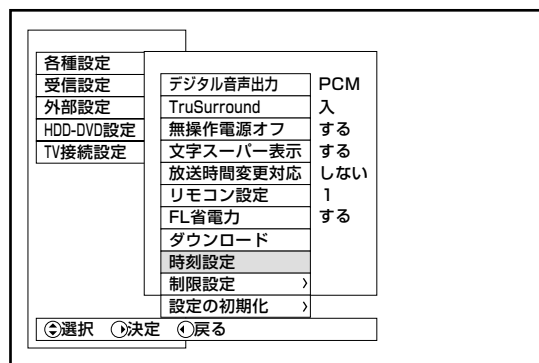 各種設定
受信設定
外部設定
HDD-DVD設定
TV接続設定
デジタル音声出力 PCM
TruSurround 入
無操作電源オフ する
文字スーパー表示 する
放送時間変更対応 しない
リモコン設定 1
FL省電力 する
ダウンロード
時刻設定
制限設定 〉
設定の初期化 〉
選択 決定 戻る